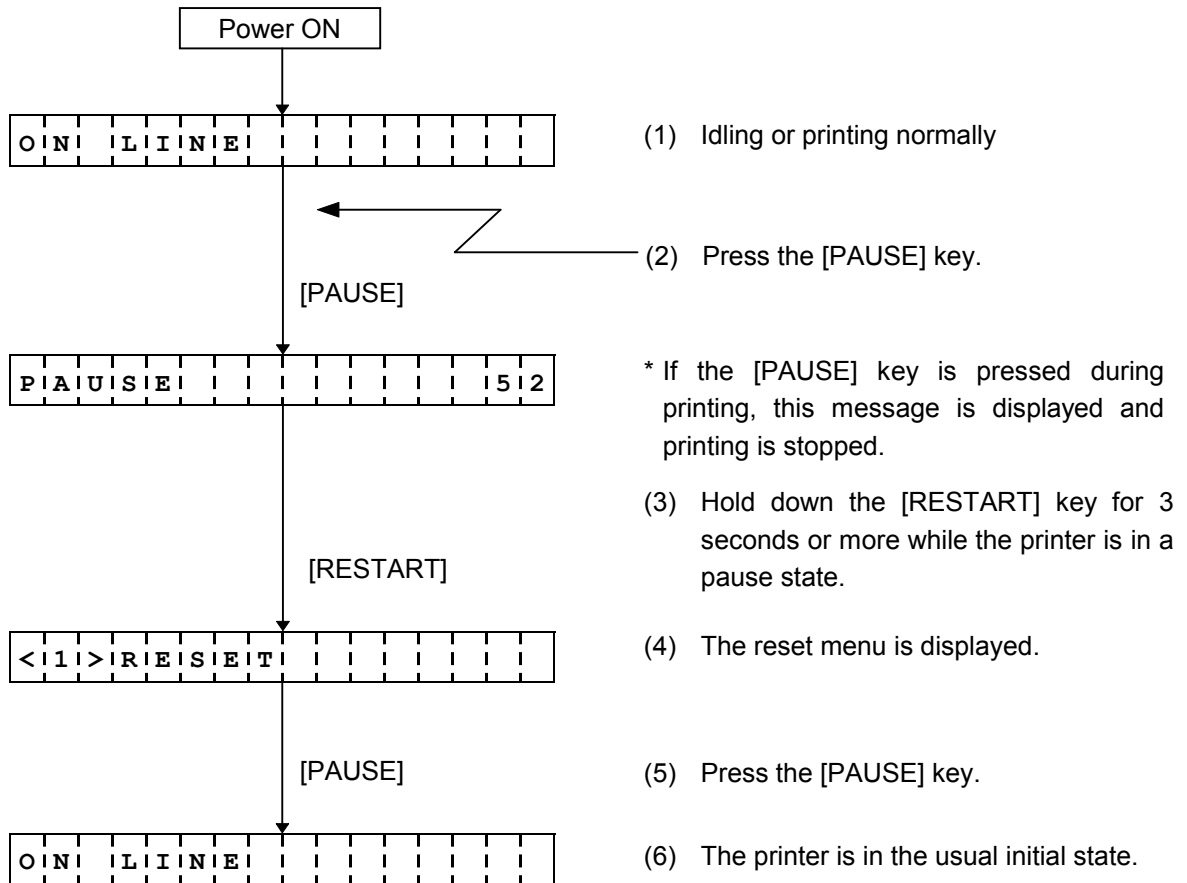 Power ON
ON LINE
(1) Idling or printing normally
(2) Press the [PAUSE] key.
[PAUSE]
PAUSE 52
* If the [PAUSE] key is pressed during
printing, this message is displayed and
printing is stopped.
(3) Hold down the [RESTART] key for 3
seconds or more while the printer is in a
pause state.
[RESTART]
<1>RESET
(4) The reset menu is displayed.
[PAUSE]
(5) Press the [PAUSE] key.
ON LINE
(6) The printer is in the usual initial state.